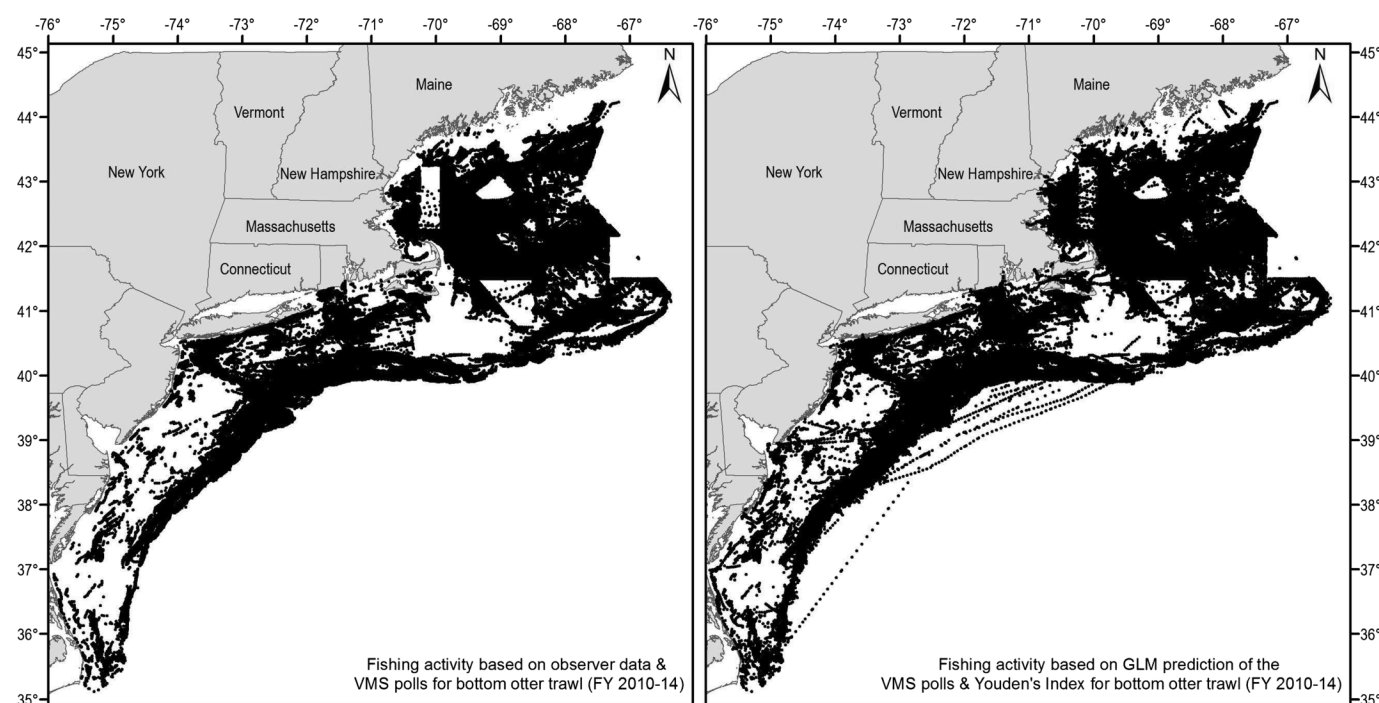 -76 -75° -74° -73° -72° -71° -70° -69° -68° -67°
45°
44°
43°
42°
41°
40°
39°
38°
37°
36°
35°
N
Maine
Vermont
New York
New Hampshire
Massachusetts
Connecticut
Fishing activity based on observer data &
VMS polls for bottom otter trawl (FY 2010-14)
-76° -75° -74° -73° -72° -71° -70° -69° -68° -67°
N
Maine
Vermont
New York
New Hampshire
Massachusetts
Connecticut
Fishing activity based on GLM prediction of the
VMS polls & Youden's Index for bottom otter trawl (FY 2010-14)
45°
44°
43°
42°
41°
40°
39°
38°
37°
36°
35°